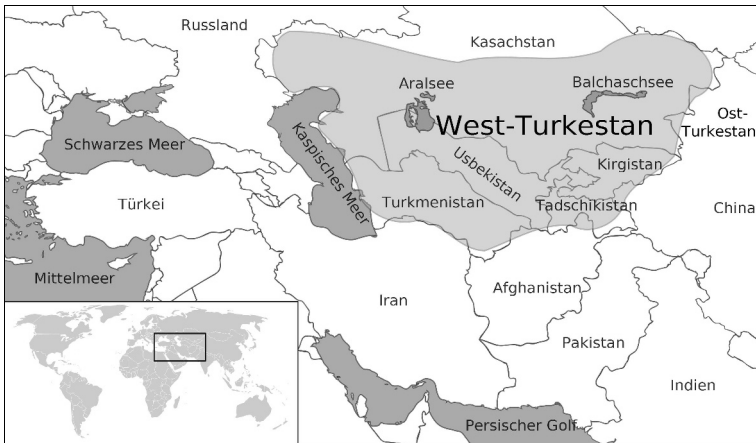 Russland
Kasachstan
Aralsee
Balchaschsee
Ost-
Turkestan
West-Turkestan
Schwarzes Meer
Kaspisches Meer
Usbekistan
Kirgistan
Türkei
Turkmenistan
Tadschikistan
China
Mittelmeer
Iran
Afghanistan
Pakistan
Indien
Persischer Golf